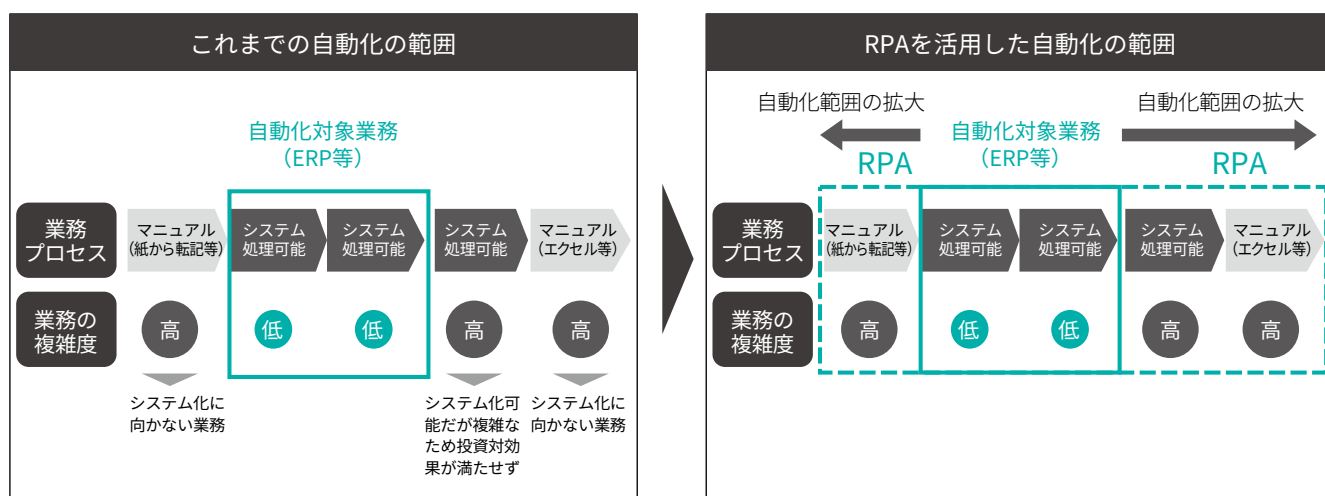 これまでの自動化の範囲
自動化対象業務
（ERP等）
業務
プロセス
マニュアル
（紙から転記等）
システム
処理可能
システム
処理可能
システム
処理可能
マニュアル
（エクセル等）
業務の
複雑度
高
低
低
高
高
システム化に
向かない業務
システム化可
能だが複雑な
ため投資対効
果が満たせず
システム化に
向かない業務
RPAを活用した自動化の範囲
自動化範囲の拡大
自動化範囲の拡大
RPA
自動化対象業務
（ERP等）
RPA
業務
プロセス
マニュアル
（紙から転記等）
システム
処理可能
システム
処理可能
システム
処理可能
マニュアル
（エクセル等）
業務の
複雑度
高
低
低
高
高